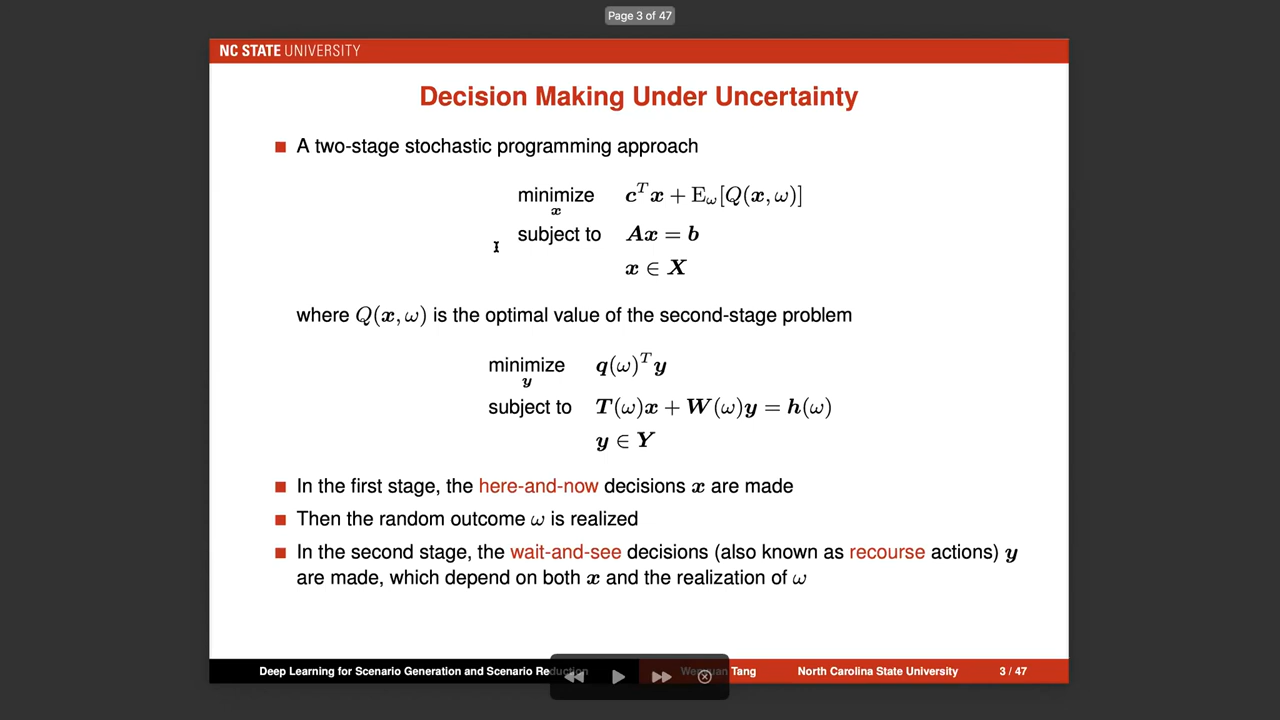 Page 3 of 47
NC STATE UNIVERSITY
Decision Making Under Uncertainty
A two-stage stochastic programming approach
minimize x c^T x + E_ω[Q(x, ω)]
subject to Ax = b
x ∈ X
where Q(x, ω) is the optimal value of the second-stage problem
minimize y q(ω)^T y
subject to T(ω)x + W(ω)y = h(ω)
y ∈ Y
In the first stage, the here-and-now decisions x are made
Then the random outcome ω is realized
In the second stage, the wait-and-see decisions (also known as recourse actions) y
are made, which depend on both x and the realization of ω
Deep Learning for Scenario Generation and Scenario Tang North Carolina State University 3 / 47